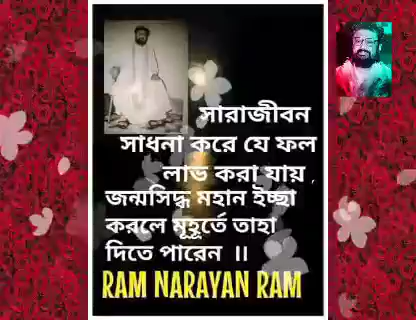 সারাজীবন
সাধনা করে যে ফল
লাভ করা যায় ,
জন্মসিদ্ধ মহান ইচ্ছা
করলে মূহূর্তে তাহা
দিতে পারেন ।।
RAM NARAYAN RAM